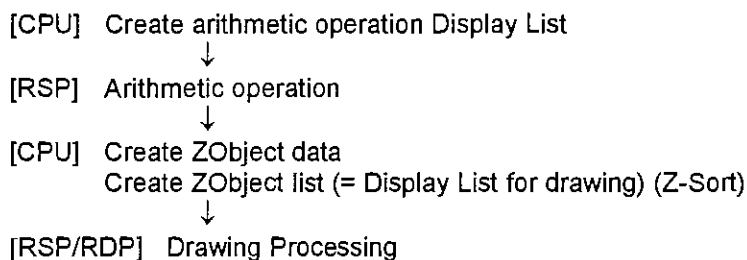 [CPU] Create arithmetic operation Display List
↓
[RSP] Arithmetic operation
↓
[CPU] Create ZObject data
Create ZObject list (= Display List for drawing) (Z-Sort)
↓
[RSP/RDP] Drawing Processing